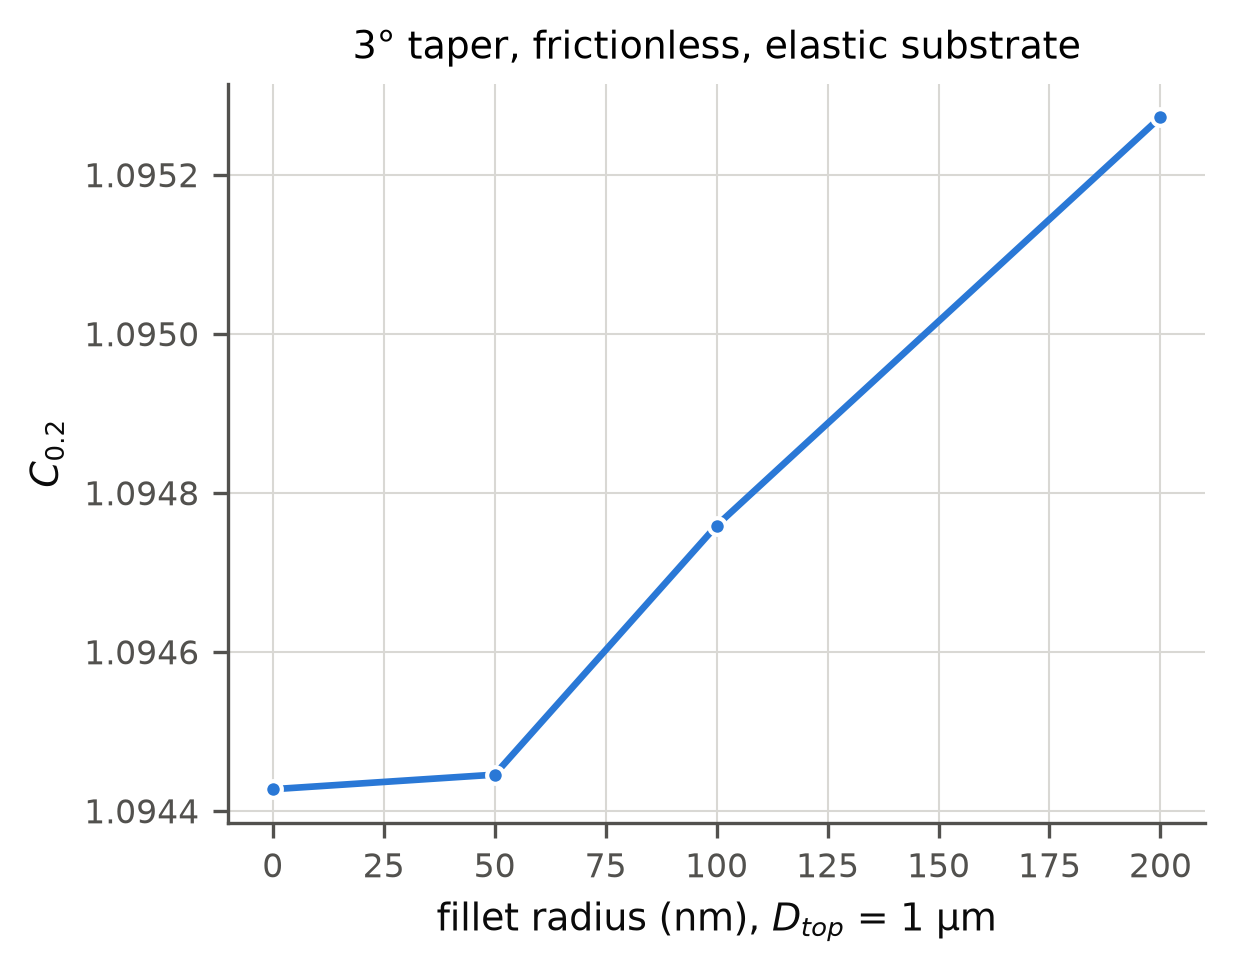 3° taper, frictionless, elastic substrate
1.0952
1.0950
1.0948
1.0946
1.0944
C0.2
0 25 50 75 100 125 150 175 200
fillet radius (nm), Dtop = 1 µm